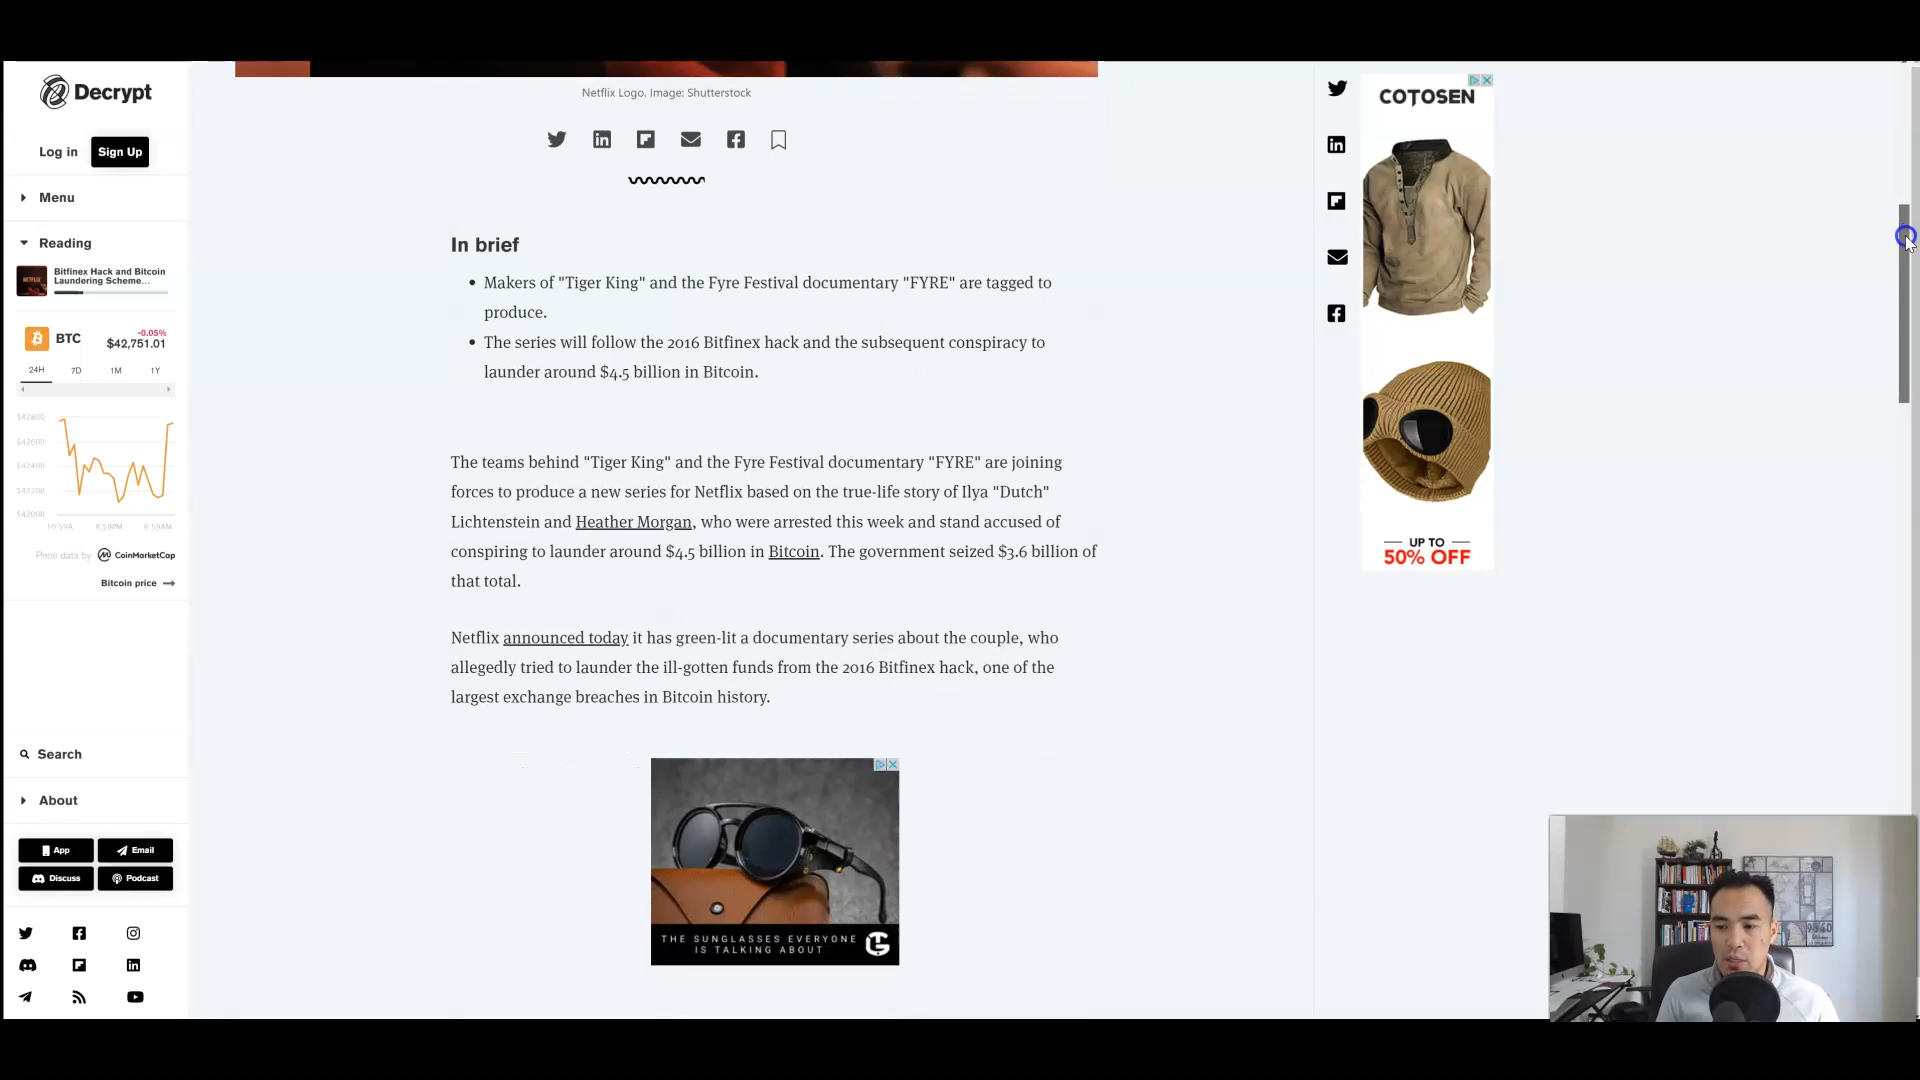 Decrypt
Log in
Sign Up
Menu
Reading
Bitfinex Hack and Bitcoin
Laundering Scheme...
BTC
-0.05%
$42,751.01
24H
7D
1M
1Y
$42800
$42600
$42400
$42200
$42000
8:59PM
6:59AM
Price data by
CoinMarketCap
Bitcoin price
Search
About
App
Email
Discuss
Podcast
Netflix Logo. Image: Shutterstock
In brief
Makers of "Tiger King" and the Fyre Festival documentary "FYRE" are tagged to
produce.
The series will follow the 2016 Bitfinex hack and the subsequent conspiracy to
launder around $4.5 billion in Bitcoin.
The teams behind "Tiger King" and the Fyre Festival documentary "FYRE" are joining
forces to produce a new series for Netflix based on the true-life story of Ilya "Dutch"
Lichtenstein and Heather Morgan, who were arrested this week and stand accused of
conspiring to launder around $4.5 billion in Bitcoin. The government seized $3.6 billion of
that total.
Netflix announced today it has green-lit a documentary series about the couple, who
allegedly tried to launder the ill-gotten funds from the 2016 Bitfinex hack, one of the
largest exchange breaches in Bitcoin history.
THE SUNGLASSES EVERYONE
IS TALKING ABOUT
COTOSEN
UP TO
50% OFF